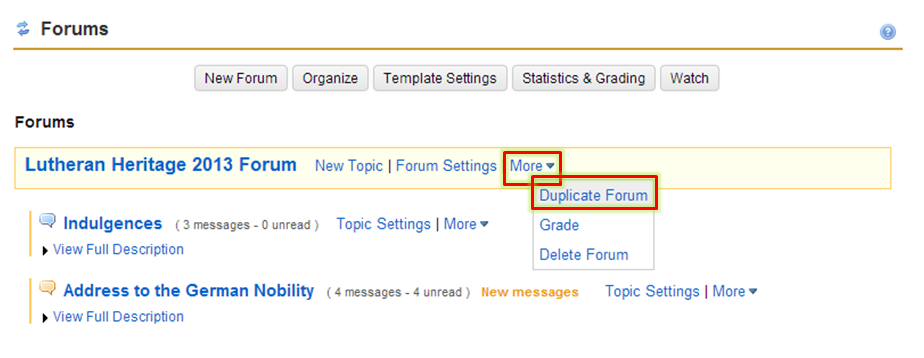 Forums
New Forum Organize Template Settings Statistics & Grading Watch
Forums
Lutheran Heritage 2013 Forum New Topic | Forum Settings More
Duplicate Forum
Grade
Delete Forum
Indulgences ( 3 messages - 0 unread ) Topic Settings | More
View Full Description
Address to the German Nobility ( 4 messages - 4 unread ) New messages Topic Settings | More
View Full Description